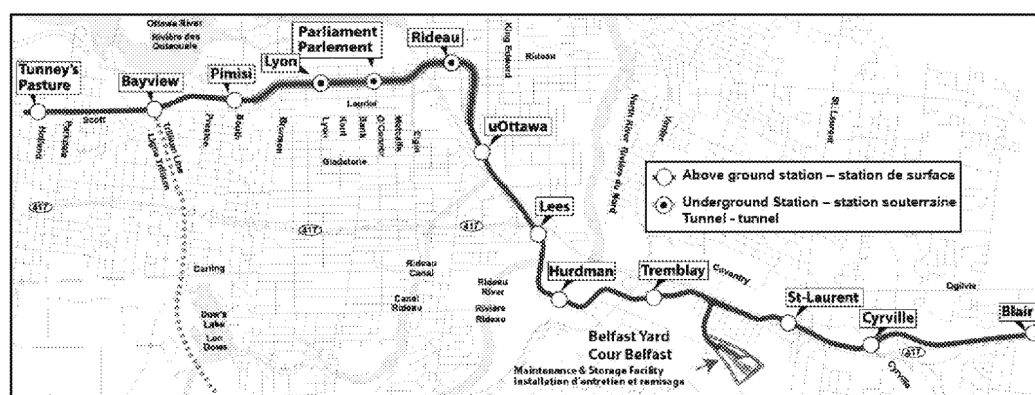 Ottawa River
Rivière des
Outaouais
Tunney's
Pasture
Bayview
Pimisi
Lyon
Parliament
Parlement
Rideau
King Edward
Rideau
Scott
Holland
Parkdale
Trillium Line
Ligne Trillium
Preston
Booth
Bronson
Laurier
Lyon
Kent
Bank
O'Connor
Metcalfe
Elgin
Gladstone
uOttawa
North River Rivière du Nord
Vanier
St-Laurent
Above ground station – station de surface
Underground Station – station souterraine
Tunnel - tunnel
417
417
417
Lees
Carling
Dow's
Lake
Lac
Dows
Rideau
Canal
Canal
Rideau
Rideau
River
Rivière
Rideau
Hurdman
Tremblay
Coventry
St-Laurent
Cyrville
Ogilvie
Blair
417
Cyrville
Belfast Yard
Cour Belfast
Maintenance & Storage Facility
Installation d'entretien et remisage